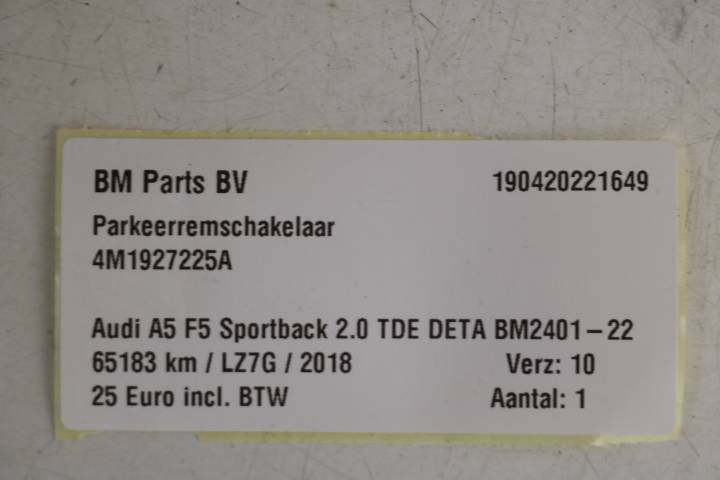 BM Parts BV 190420221649
Parkeerremschakelaar
4M1927225A
Audi A5 F5 Sportback 2.0 TDE DETA BM2401-22
65183 km / LZ7G / 2018 Verz: 10
25 Euro incl. BTW Aantal: 1